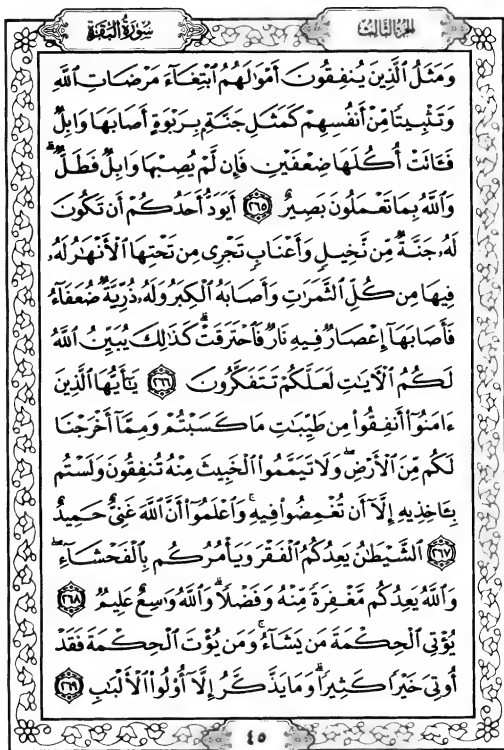 الجزء الثالث
سورة البقرة
وَمَثَلُ ٱلَّذِينَ يُنفِقُونَ أَمْوَٰلَهُمُ ٱبْتِغَآءَ مَرْضَاتِ ٱللَّهِ
وَتَثْبِيتًا مِّنْ أَنفُسِهِمْ كَمَثَلِ جَنَّةٍۭ بِرَبْوَةٍ أَصَابَهَا وَابِلٌ
فَـَٔاتَتْ أُكُلَهَا ضِعْفَيْنِ فَإِن لَّمْ يُصِبْهَا وَابِلٌ فَطَلٌّ ۗ
وَٱللَّهُ بِمَا تَعْمَلُونَ بَصِيرٌ ٢٦٥ أَيَوَدُّ أَحَدُكُمْ أَن تَكُونَ
لَهُۥ جَنَّةٌ مِّن نَّخِيلٍ وَأَعْنَابٍ تَجْرِى مِن تَحْتِهَا ٱلْأَنْهَٰرُ لَهُۥ
فِيهَا مِن كُلِّ ٱلثَّمَرَٰتِ وَأَصَابَهُ ٱلْكِبَرُ وَلَهُۥ ذُرِّيَّةٌ ضُعَفَآءُ
فَأَصَابَهَآ إِعْصَارٌ فِيهِ نَارٌ فَٱحْتَرَقَتْ ۗ كَذَٰلِكَ يُبَيِّنُ ٱللَّهُ
لَكُمُ ٱلْـَٔايَٰتِ لَعَلَّكُمْ تَتَفَكَّرُونَ ٢٦٦ يَٰٓأَيُّهَا ٱلَّذِينَ
ءَامَنُوٓا۟ أَنفِقُوا۟ مِن طَيِّبَٰتِ مَا كَسَبْتُمْ وَمِمَّآ أَخْرَجْنَا
لَكُم مِّنَ ٱلْأَرْضِ ۖ وَلَا تَيَمَّمُوا۟ ٱلْخَبِيثَ مِنْهُ تُنفِقُونَ وَلَسْتُم
بِـَٔاخِذِيهِ إِلَّآ أَن تُغْمِضُوا۟ فِيهِ ۚ وَٱعْلَمُوٓا۟ أَنَّ ٱللَّهَ غَنِىٌّ حَمِيدٌ
٢٦٧ ٱلشَّيْطَٰنُ يَعِدُكُمُ ٱلْفَقْرَ وَيَأْمُرُكُم بِٱلْفَحْشَآءِ ۖ
وَٱللَّهُ يَعِدُكُم مَّغْفِرَةً مِّنْهُ وَفَضْلًا ۗ وَٱللَّهُ وَٰسِعٌ عَلِيمٌ ٢٦٨
يُؤْتِى ٱلْحِكْمَةَ مَن يَشَآءُ ۚ وَمَن يُؤْتَ ٱلْحِكْمَةَ فَقَدْ
أُوتِىَ خَيْرًا كَثِيرًا ۗ وَمَا يَذَّكَّرُ إِلَّآ أُو۟لُوا۟ ٱلْأَلْبَٰبِ ٢٦٩
٤٥